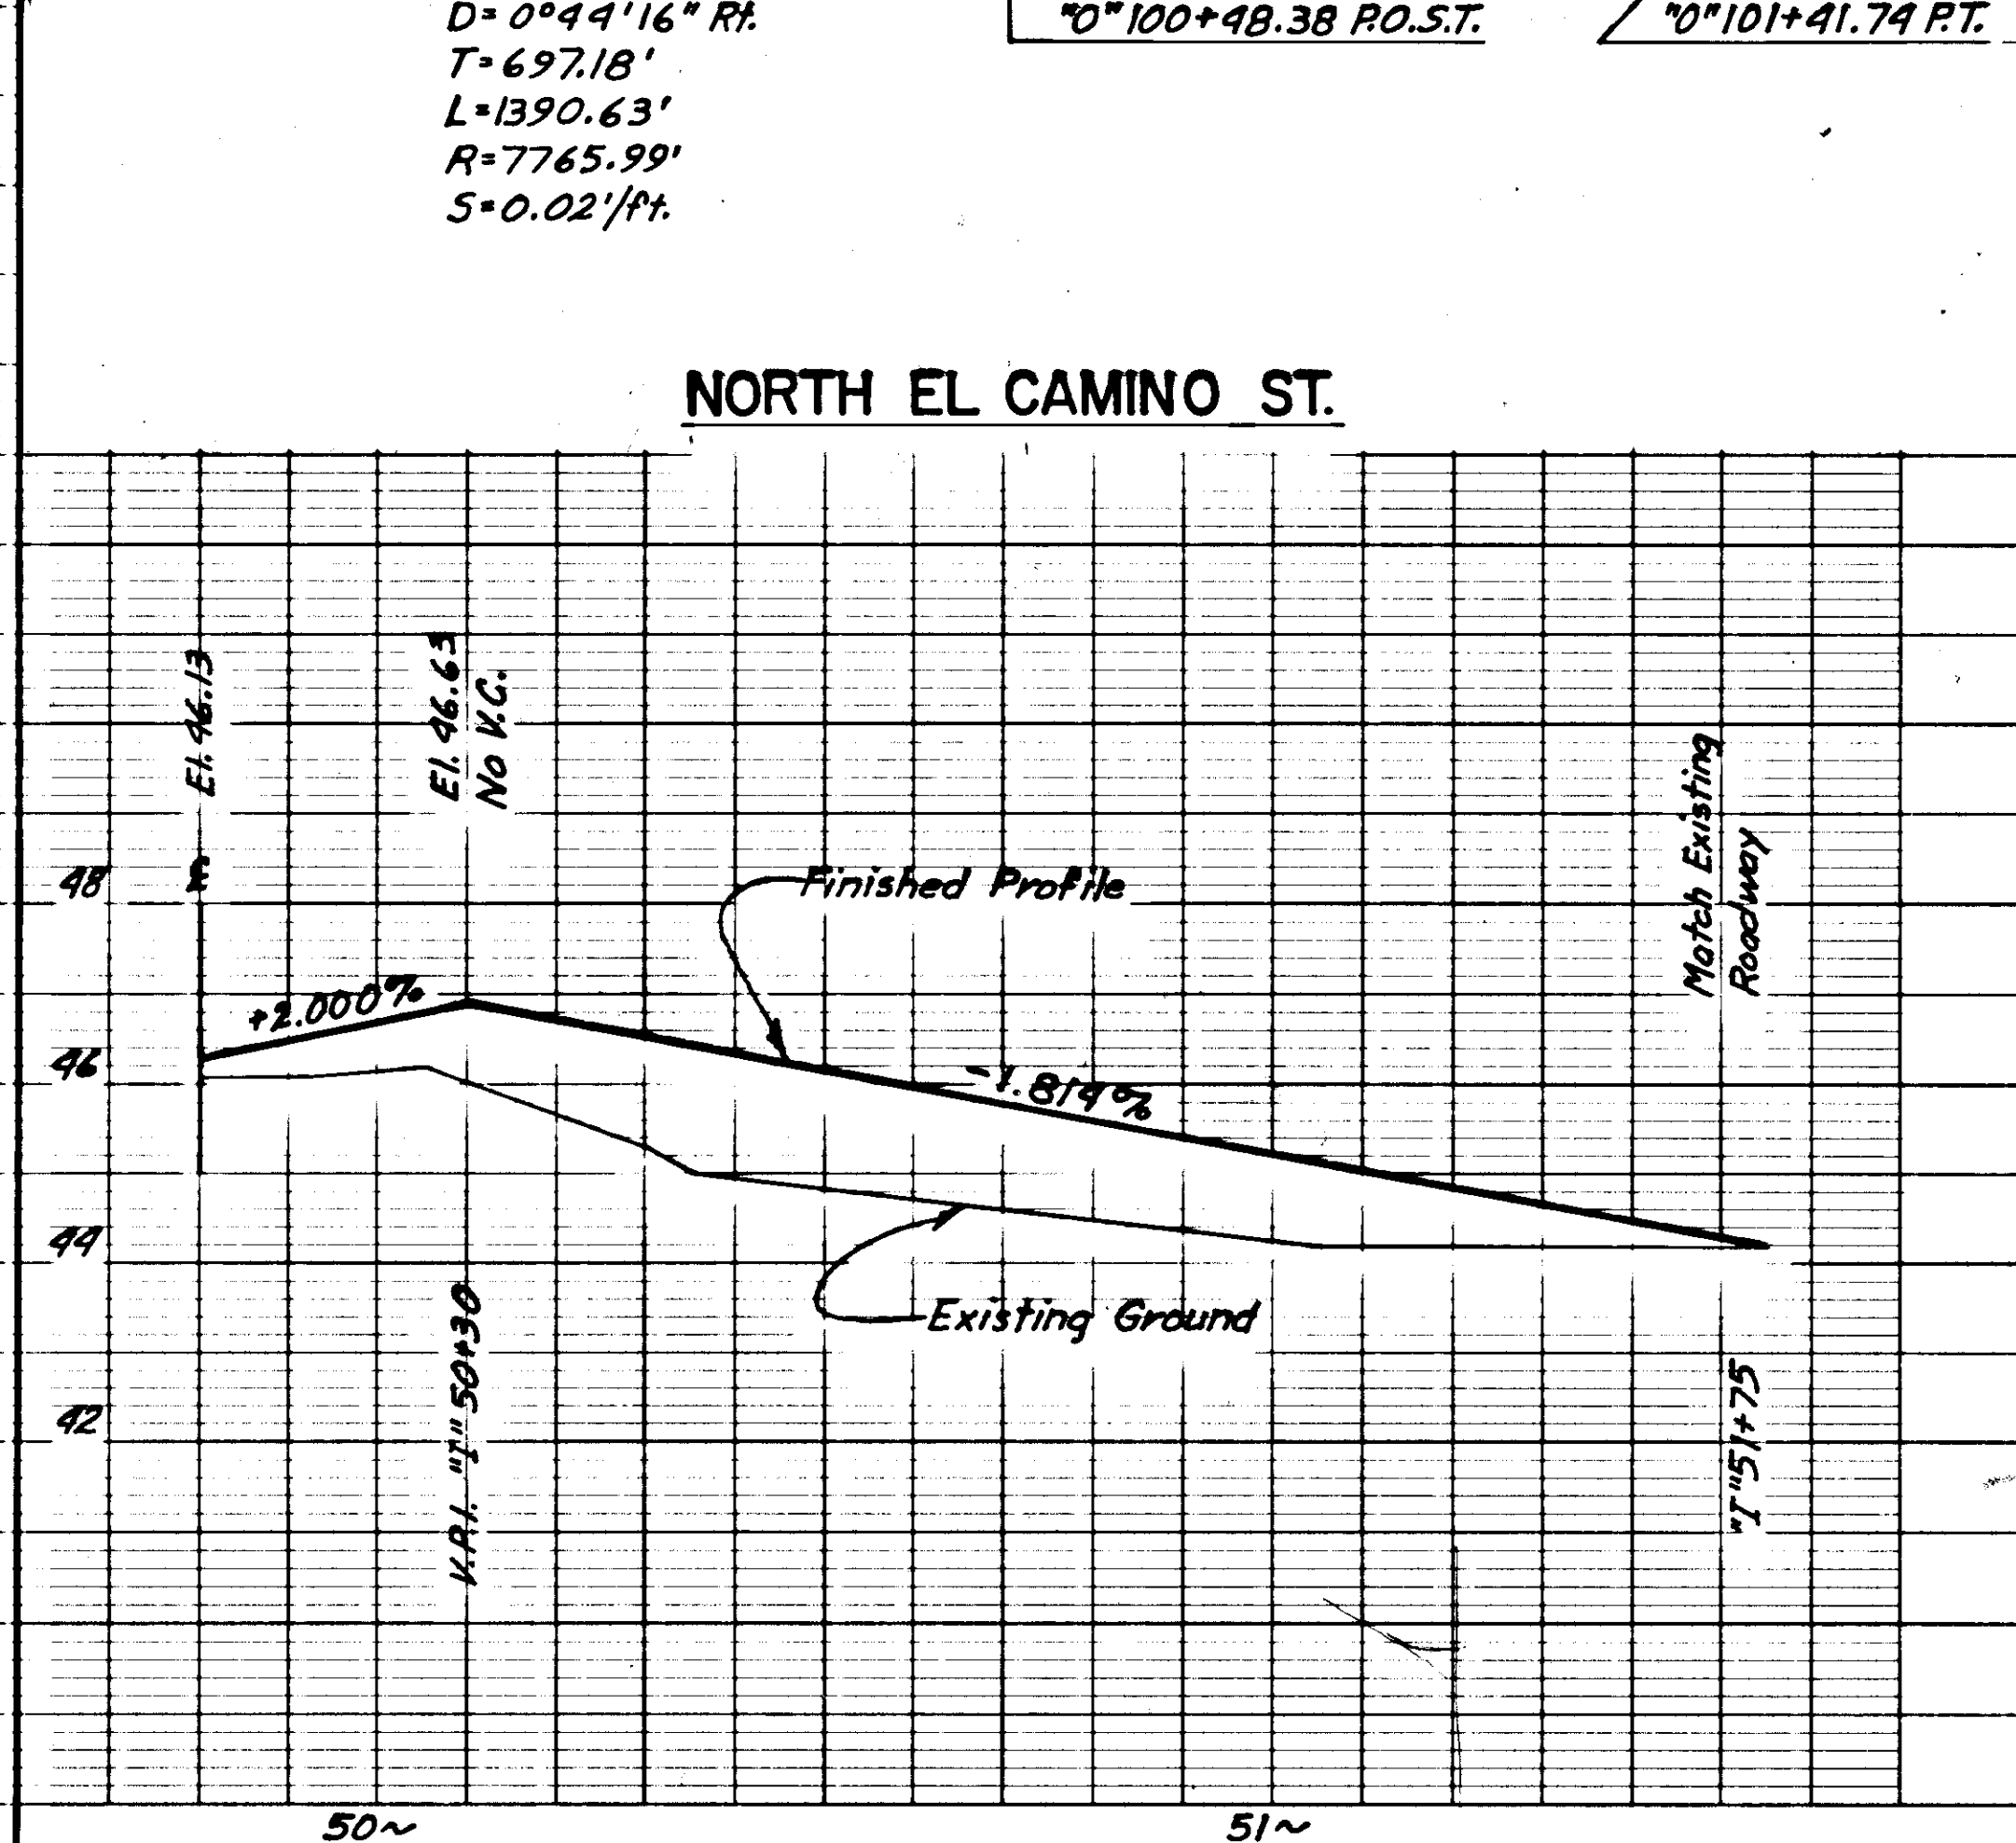 D=0°44'16" Rt.
"O" 100+48.38 P.O.S.T.
"O" 101+41.74 P.T.
T=697.18'
L=1390.63'
R=7765.99'
S=0.02'/ft.
NORTH EL CAMINO ST.
El. 46.13
El. 46.63
No V.C.
Match Existing
Roadway
48
Finished Profile
+2.000%
46
-1.814%
44
Existing Ground
V.P.I. "I" 50+30
"I" 51+75
42
50~
51~